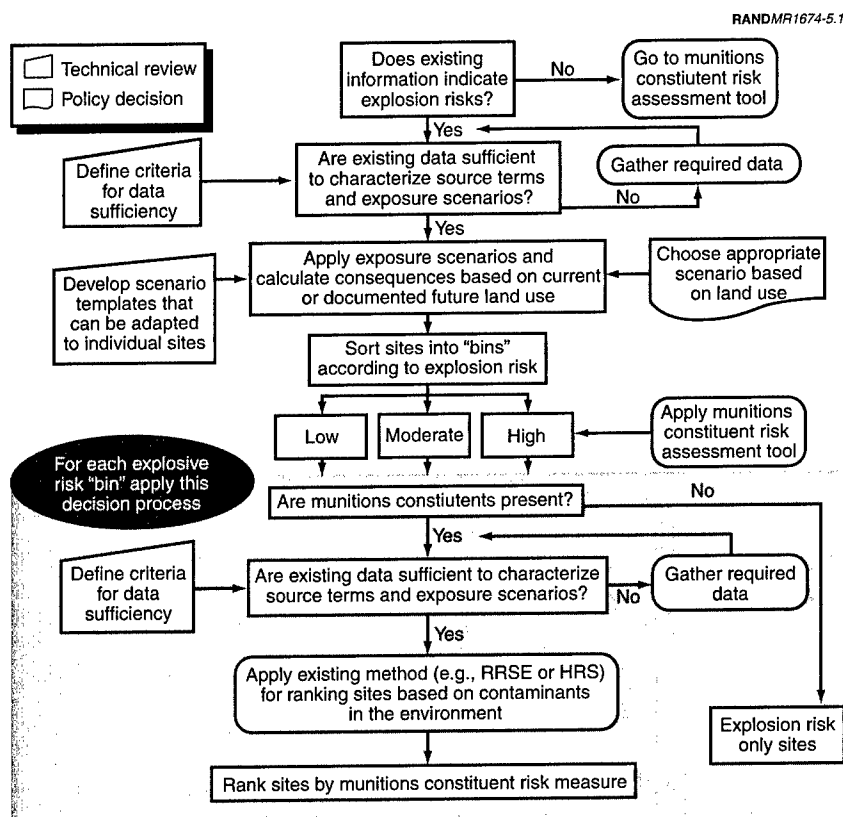 RANDMR1674-5.1
Technical review
Policy decision
Does existing
information indicate
explosion risks?
No
Go to munitions
constiutent risk
assessment tool
Yes
Define criteria
for data
sufficiency
Are existing data sufficient
to characterize source terms
and exposure scenarios?
No
Gather required data
Yes
Develop scenario
templates that
can be adapted
to individual sites
Apply exposure scenarios and
calculate consequences based on current
or documented future land use
Choose appropriate
scenario based
on land use
Sort sites into “bins”
according to explosion risk
Low
Moderate
High
Apply munitions
constituent risk
assessment tool
For each explosive
risk “bin” apply this
decision process
Are munitions constiutents present?
No
Yes
Define criteria
for data
sufficiency
Are existing data sufficient to characterize
source terms and exposure scenarios?
No
Gather required
data
Yes
Apply existing method (e.g., RRSE or HRS)
for ranking sites based on contaminants
in the environment
Explosion risk
only sites
Rank sites by munitions constituent risk measure